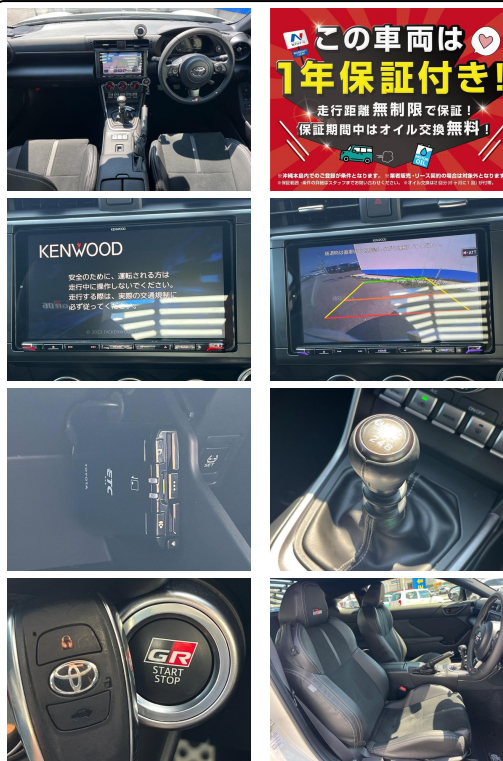 この車両は
1年保証付き!
走行距離無制限で保証!
保証期間中はオイル交換無料!
OIL
KENWOOD
安全のために、運転される方は
走行中に操作しないでください。
走行する際は、実際の交通規制に
必ず従ってく
KENWOOD
ETC
TOYOTA
SET
246
GR
START
STOP